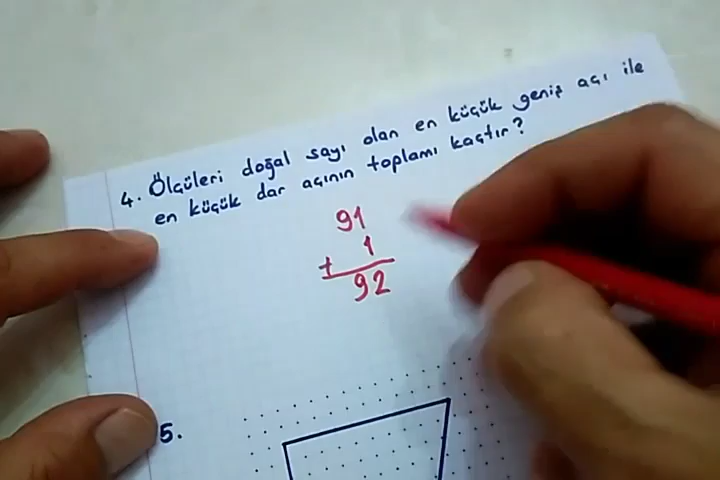 4. Ölçüleri doğal sayı olan en küçük geniş açı ile
en küçük dar açının toplamı kaçtır?
91
+ 1
92
5.